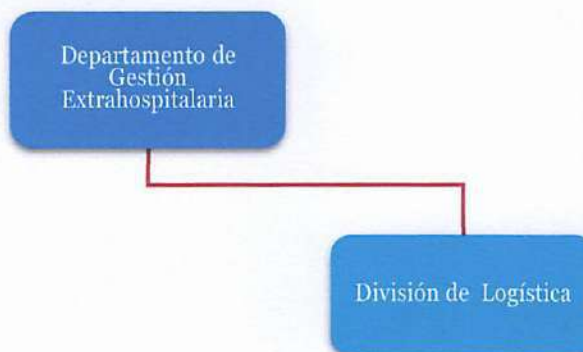 Departamento de
Gestión
Extrahospitalaria
División de Logística